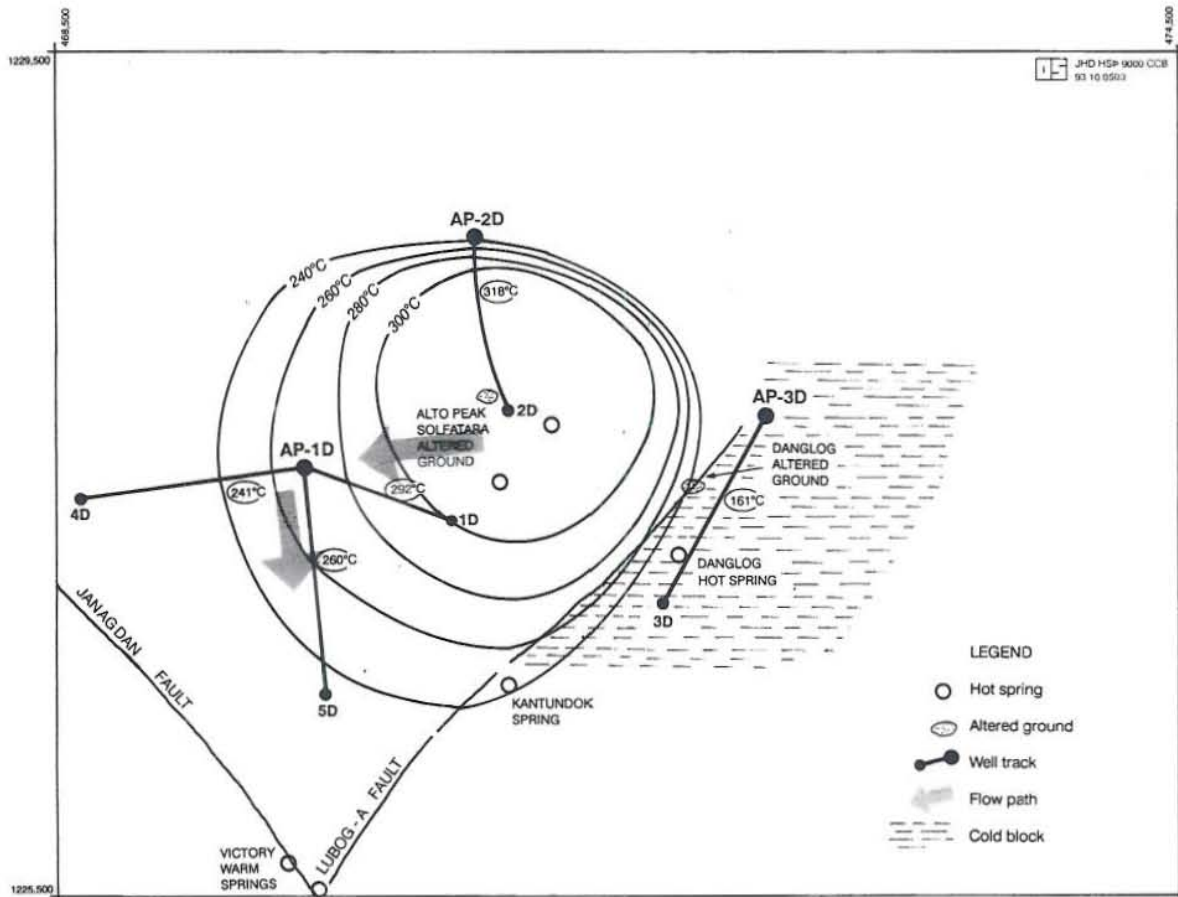 468,500
474,500
1229,500
JHD HSP 9000 CCB
93 10 0503
AP-2D
240°C
260°C
280°C
300°C
318°C
2D
ALTO PEAK
SOLFATARA
ALTERED
GROUND
AP-3D
DANGLOG
ALTERED
GROUND
AP-1D
241°C
292°C
161°C
4D
1D
260°C
DANGLOG
HOT SPRING
3D
JANAGDAN FAULT
5D
KANTUNDOK
SPRING
LUBOG - A FAULT
VICTORY
WARM
SPRINGS
1225,500
LEGEND
Hot spring
Altered ground
Well track
Flow path
Cold block